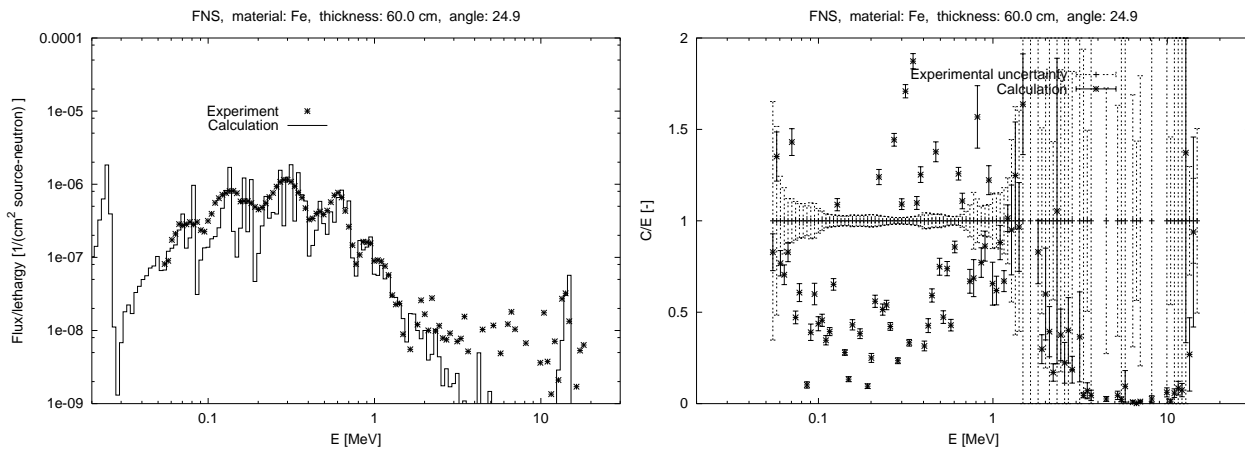 FNS, material: Fe, thickness: 60.0 cm, angle: 24.9
0.0001
1e-05
1e-06
1e-07
1e-08
1e-09
Flux/lethargy [1/(cm² source-neutron) ]
Experiment
Calculation
0.1
1
10
E [MeV]
FNS, material: Fe, thickness: 60.0 cm, angle: 24.9
2
1.5
1
0.5
0
C/E [-]
Experimental uncertainty
Calculation
0.1
1
10
E [MeV]